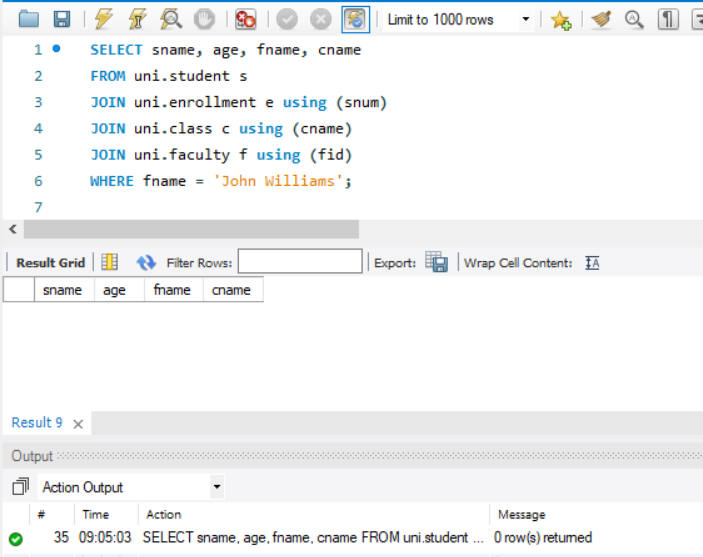 Limit to 1000 rows
1 SELECT sname, age, fname, cname
2 FROM uni.student s
3 JOIN uni.enrollment e using (snum)
4 JOIN uni.class c using (cname)
5 JOIN uni.faculty f using (fid)
6 WHERE fname = 'John Williams';
7
Result Grid Filter Rows: Export: Wrap Cell Content: IA
sname age fname cname
Result 9
Output
Action Output
# Time Action Message
35 09:05:03 SELECT sname, age, fname, cname FROM uni.student ... 0 row(s) returned